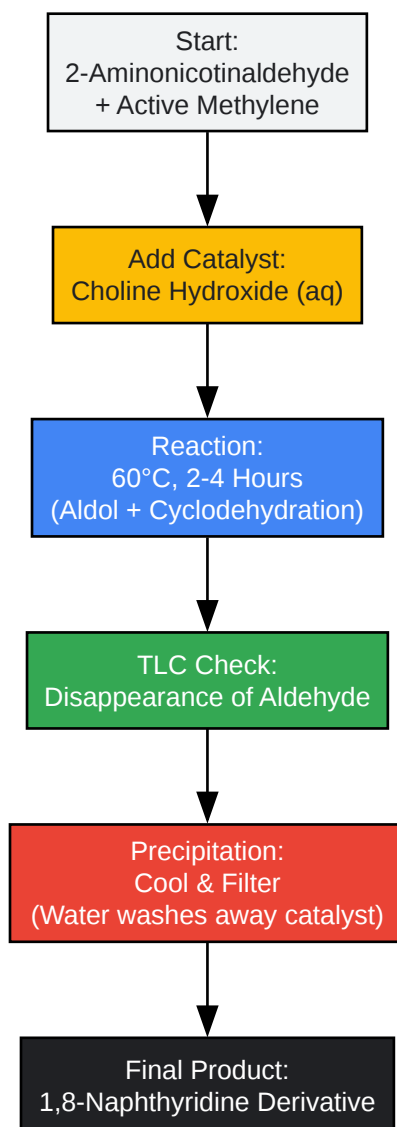 Start:
2-Aminonicotinaldehyde
+ Active Methylene
Add Catalyst:
Choline Hydroxide (aq)
Reaction:
60°C, 2-4 Hours
(Aldol + Cyclodehydration)
TLC Check:
Disappearance of Aldehyde
Precipitation:
Cool & Filter
(Water washes away catalyst)
Final Product:
1,8-Naphthyridine Derivative